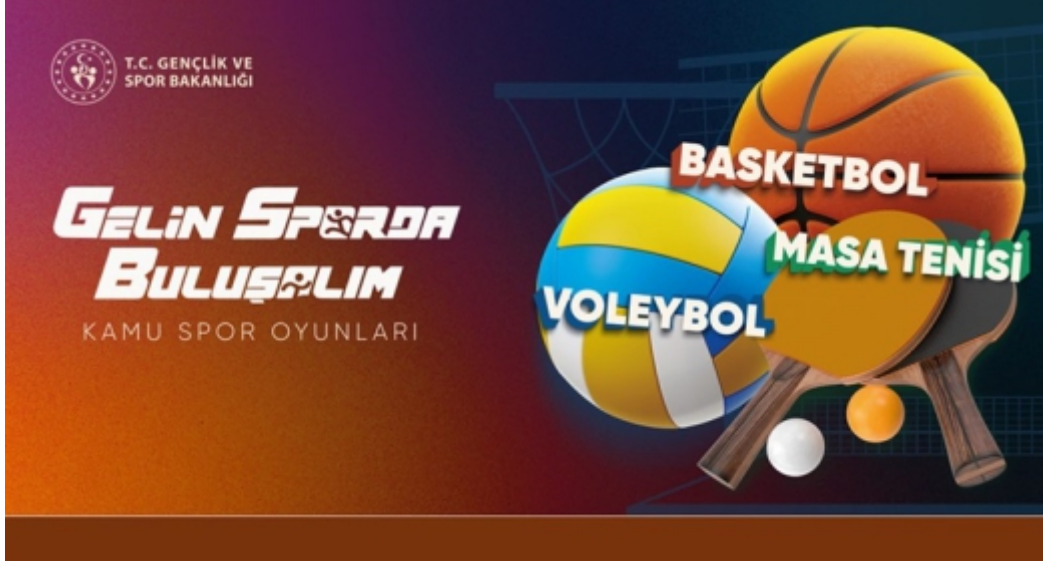 T.C. GENÇLİK VE
SPOR BAKANLIĞI
GELİN SPORDA
BULUŞALIM
KAMU SPOR OYUNLARI
BASKETBOL
MASA TENİSİ
VOLEYBOL